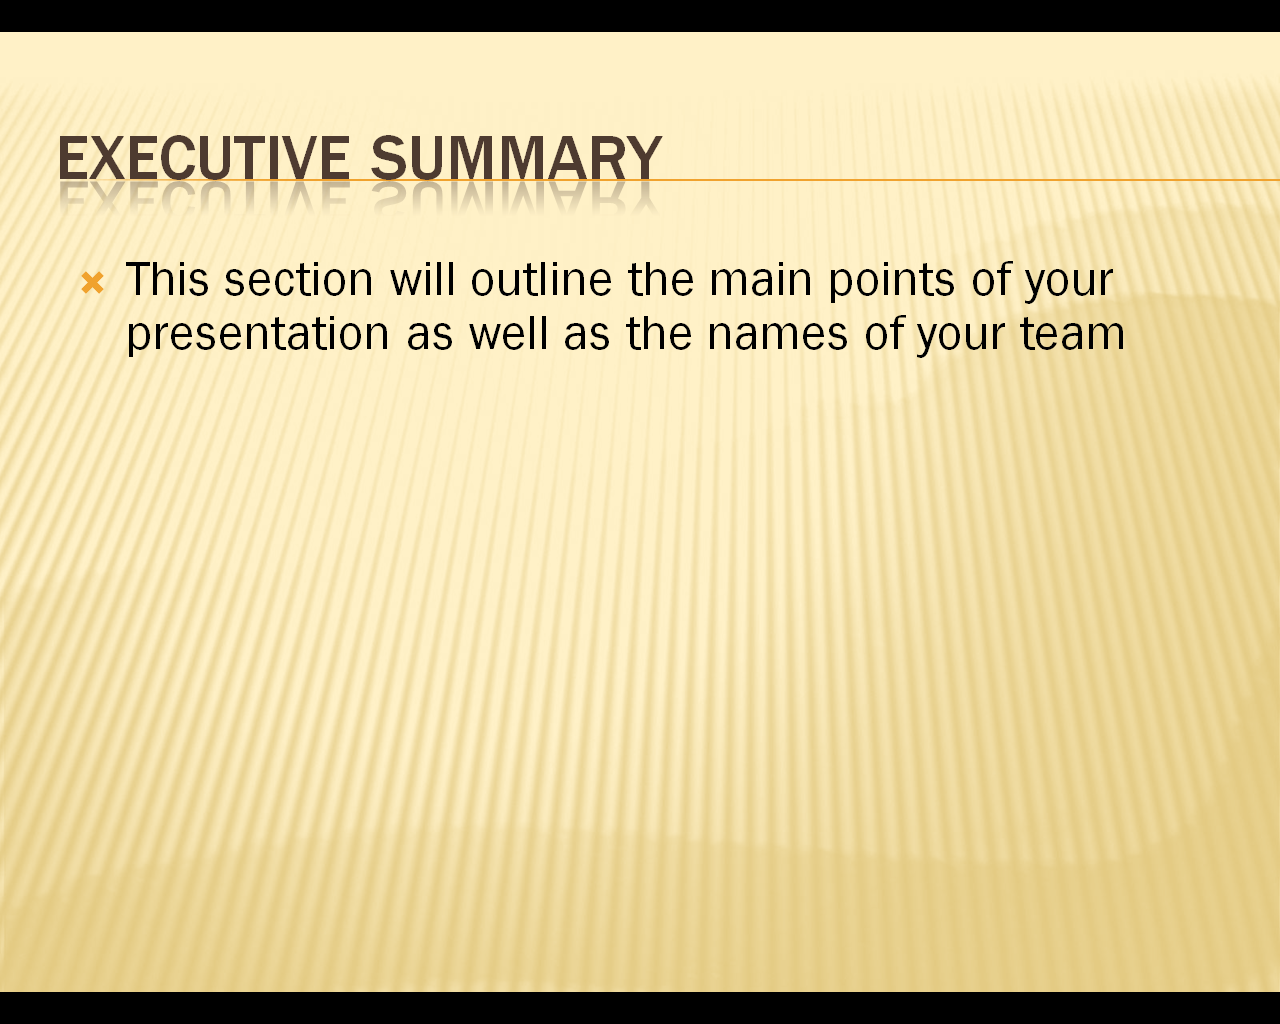 EXECUTIVE SUMMARY
This section will outline the main points of your
presentation as well as the names of your team